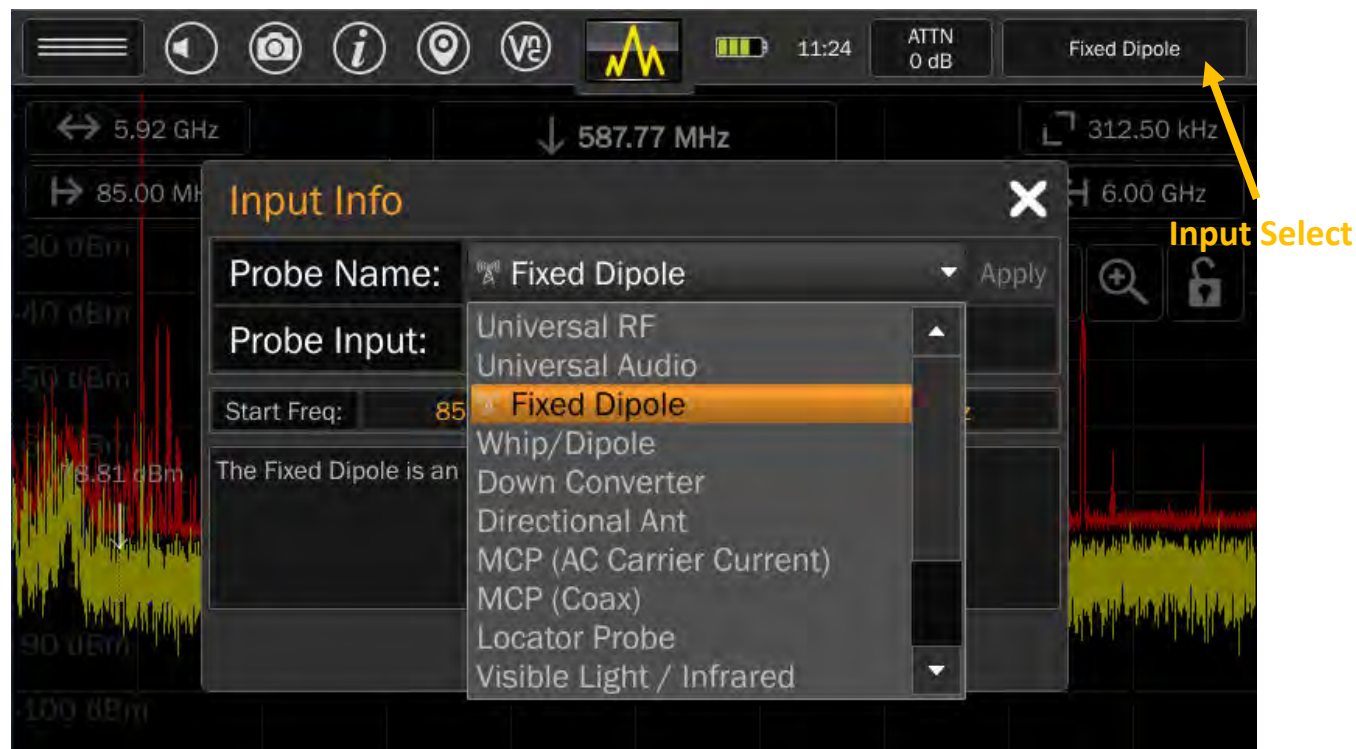 11:24
ATTN
0 dB
Fixed Dipole
5.92 GHz
587.77 MHz
312.50 kHz
85.00 MH
6.00 GHz
Input Info
Input Select
-30 dBm
Probe Name:
Fixed Dipole
Apply
-40 dBm
Probe Input:
Universal RF
Universal Audio
-50 dBm
Start Freq:
85
Fixed Dipole
z
Whip/Dipole
78.81 dBm
The Fixed Dipole is an
Down Converter
Directional Ant
MCP (AC Carrier Current)
MCP (Coax)
-90 dBm
Locator Probe
Visible Light / Infrared
-100 dBm